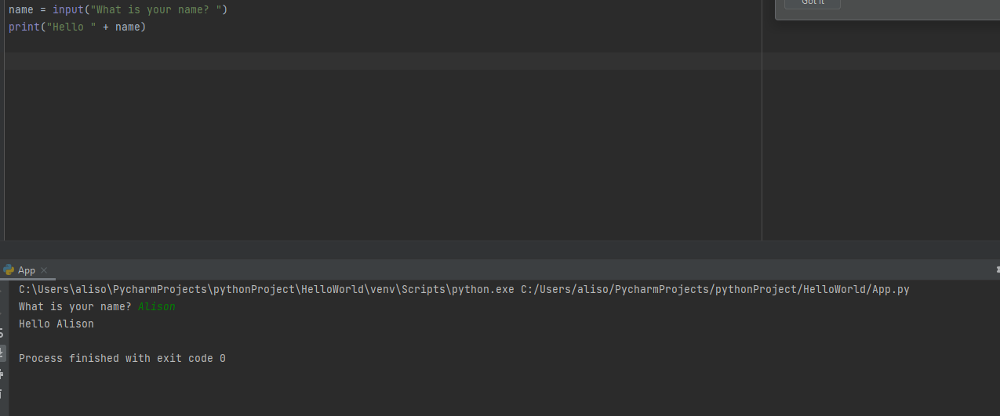 name = input("What is your name? ")
print("Hello " + name)
Got it
App
C:\Users\aliso\PycharmProjects\pythonProject\HelloWorld\venv\Scripts\python.exe C:/Users/aliso/PycharmProjects/pythonProject/HelloWorld/App.py
What is your name? Alison
Hello Alison
Process finished with exit code 0